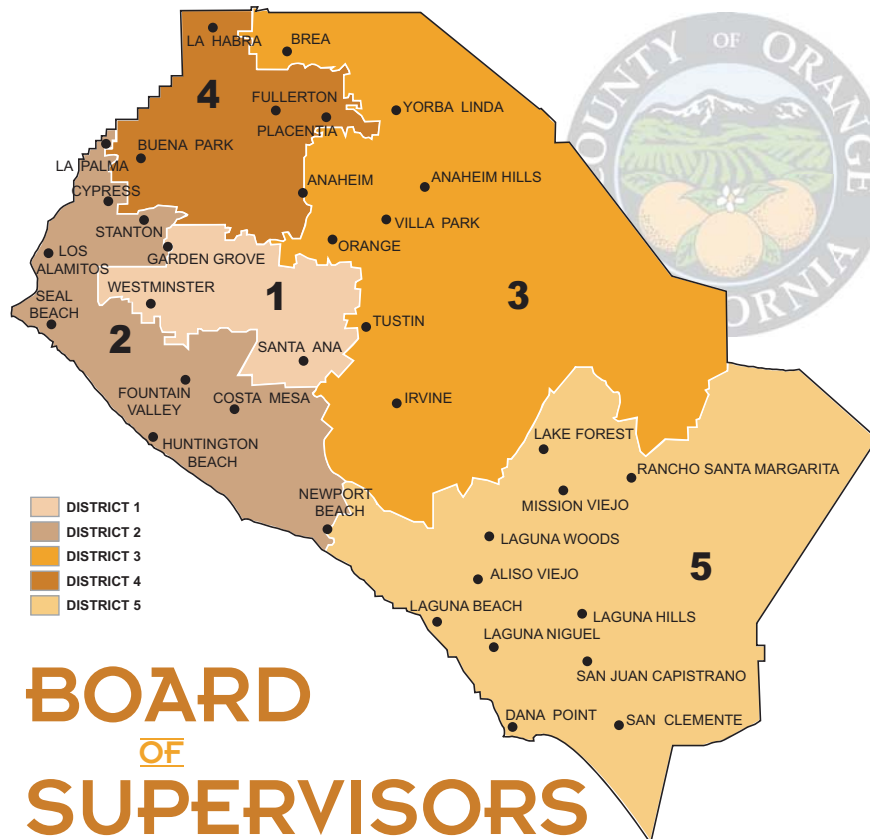 COUNTY OF ORANGE
CALIFORNIA
LA HABRA
BREA
4
FULLERTON
YORBA LINDA
PLACENTIA
BUENA PARK
LA PALMA
ANAHEIM
ANAHEIM HILLS
CYPRESS
VILLA PARK
STANTON
ORANGE
LOS
ALAMITOS
GARDEN GROVE
WESTMINSTER
1
3
SEAL
BEACH
2
TUSTIN
SANTA ANA
FOUNTAIN
VALLEY
COSTA MESA
IRVINE
HUNTINGTON
BEACH
LAKE FOREST
RANCHO SANTA MARGARITA
MISSION VIEJO
NEWPORT
BEACH
LAGUNA WOODS
5
ALISO VIEJO
LAGUNA BEACH
LAGUNA HILLS
LAGUNA NIGUEL
SAN JUAN CAPISTRANO
DANA POINT
SAN CLEMENTE
DISTRICT 1
DISTRICT 2
DISTRICT 3
DISTRICT 4
DISTRICT 5
BOARD
OF
SUPERVISORS